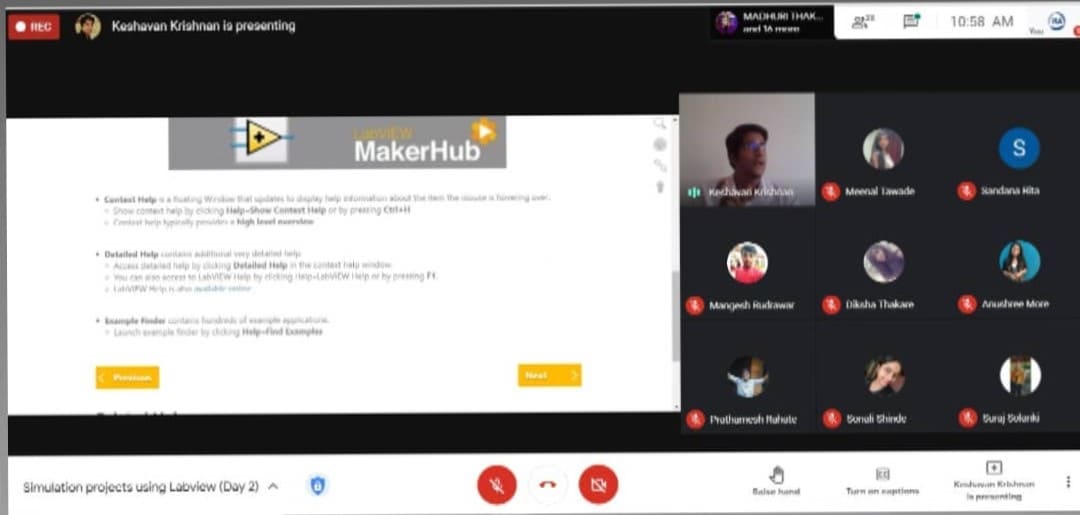 REC
Keshavan Krishnan is presenting
MADHURI THAK...
and 16 more
28
10:58 AM
You
LabVIEW
MakerHub
Context Help is a floating Window that updates to display help information about the item the mouse is hovering over.
Show context help by clicking Help→Show Context Help or by pressing Ctrl+H
Context help typically provides a high level overview
Detailed Help contains additional very detailed help
Access detailed help by clicking Detailed Help in the context help window
You can also access to LabVIEW Help by clicking Help→LabVIEW Help or by pressing F1.
LabVIEW Help is also available online
Example Finder contains hundreds of example applications.
Launch example finder by clicking Help→Find Examples
Previous
Next
Keshavan Krishnan
Meenal Tawade
S
Sandana Rita
Mangesh Rudrawar
Diksha Thakare
Anushree More
Prathamesh Rahate
Sonali Shinde
Suraj Solanki
Simulation projects using Labview (Day 2)
Raise hand
Turn on captions
Keshavan Krishnan
is presenting